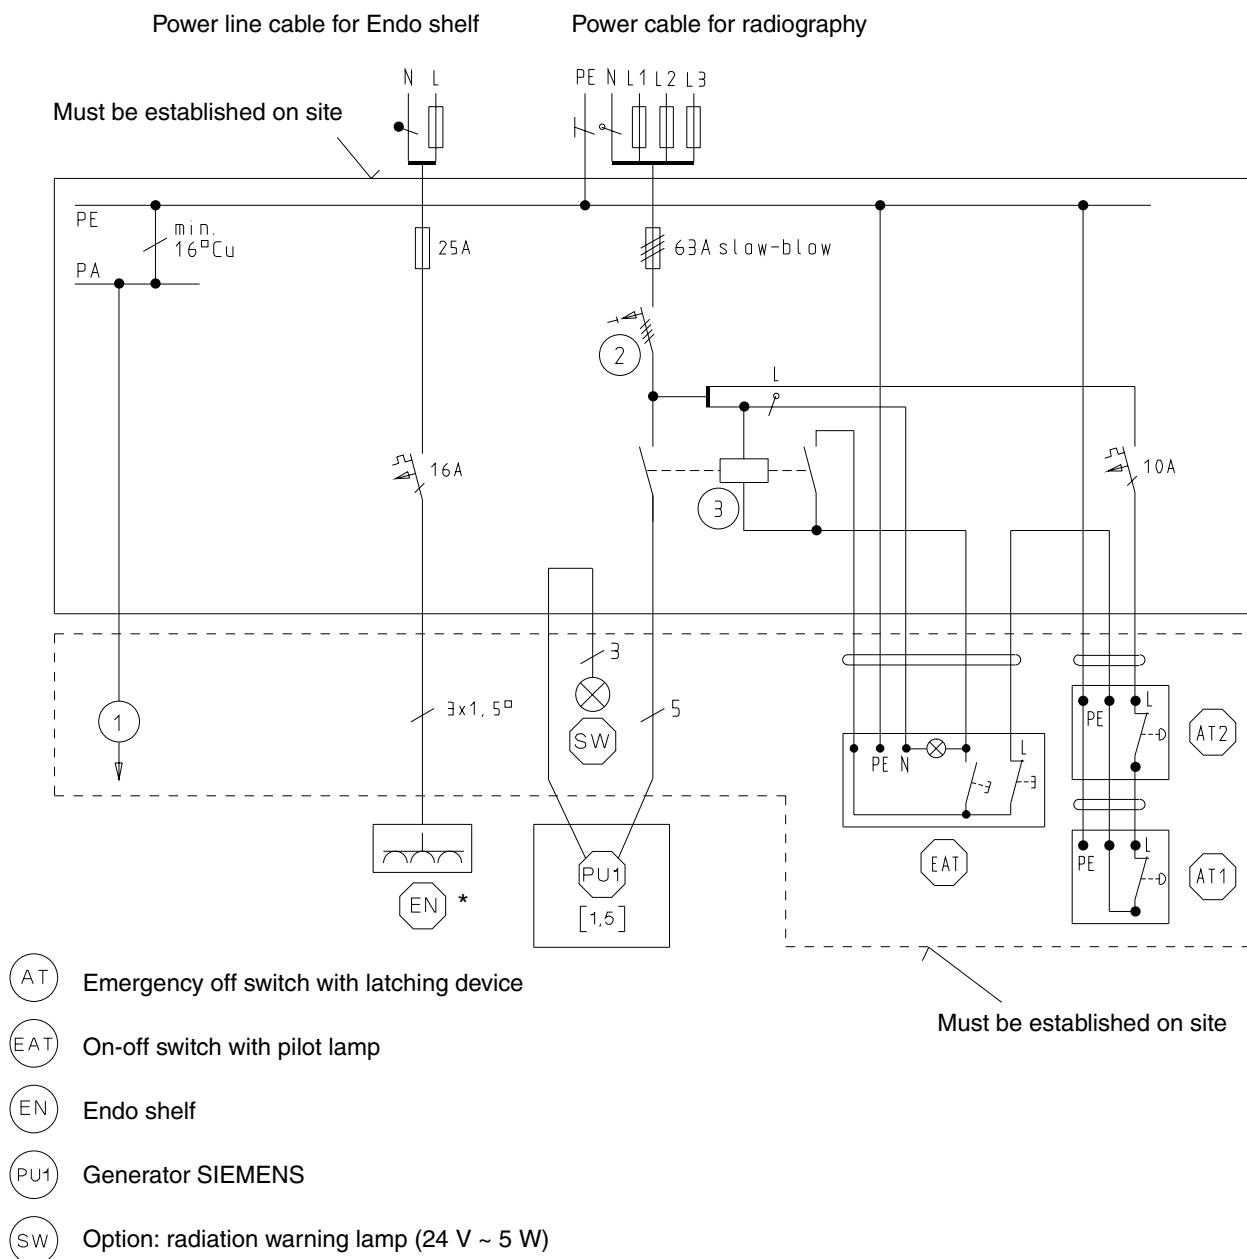 Power line cable for Endo shelf
Power cable for radiography
N L
PE N L1 L2 L3
Must be established on site
PE
min.
16□Cu
PA
25A
63A slow-blow
2
L
16A
10A
3
3
1
3x1,5□
SW
5
PE N
L
PE
L
AT2
EAT
PE
L
AT1
PU1
[1,5]
EN *
AT Emergency off switch with latching device
Must be established on site
EAT On-off switch with pilot lamp
EN Endo shelf
PU1 Generator SIEMENS
SW Option: radiation warning lamp (24 V ~ 5 W)